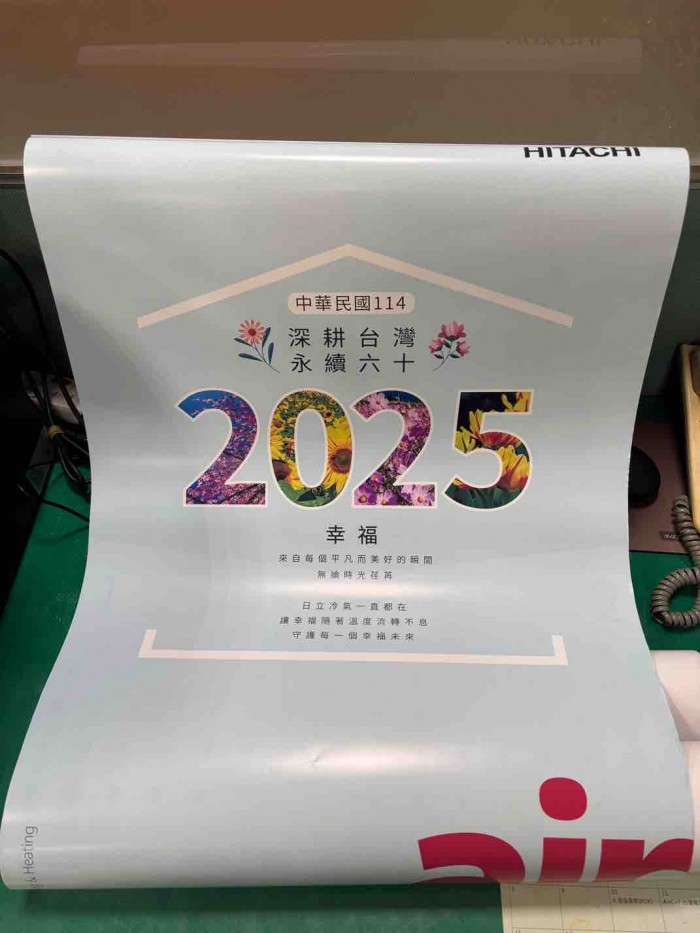 HITACHI
中華民國114
深耕台灣
永續六十
2025
幸福
來自每個平凡而美好的瞬間
無論時光荏苒
日立冷氣一直都在
讓幸福隨著溫度流轉不息
守護每一個幸福未來
& Heating
air